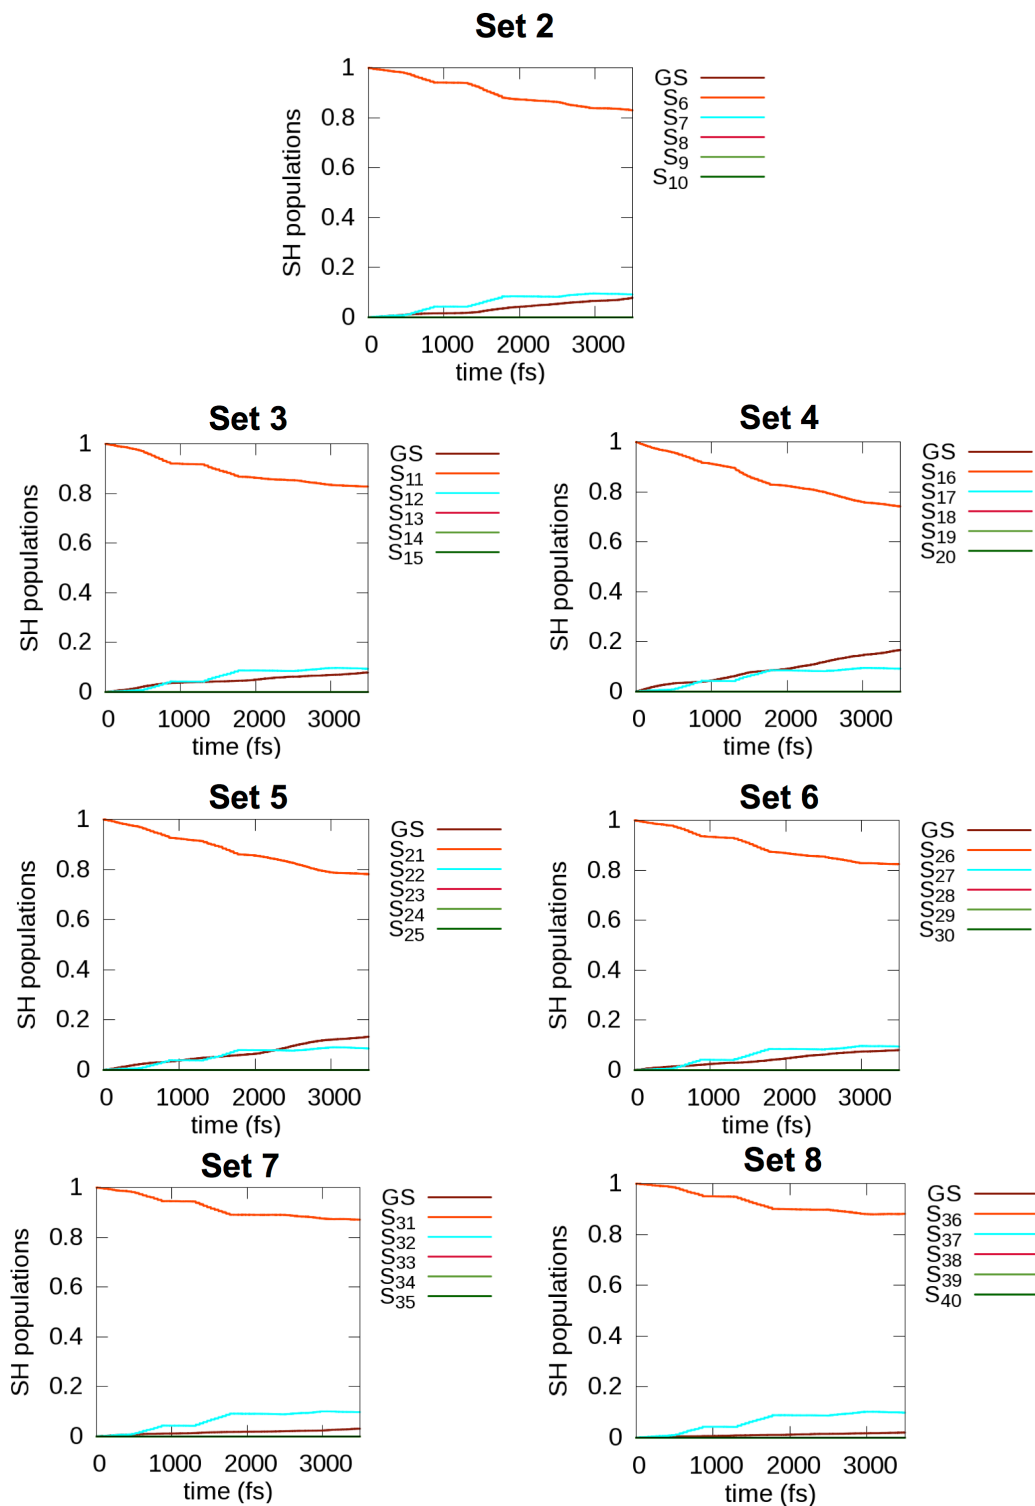 Set 2
1
0.8
0.6
0.4
0.2
0
SH populations
0 1000 2000 3000
time (fs)
GS
S6
S7
S8
S9
S10
Set 3
1
0.8
0.6
0.4
0.2
0
SH populations
0 1000 2000 3000
time (fs)
GS
S11
S12
S13
S14
S15
Set 4
1
0.8
0.6
0.4
0.2
0
SH populations
0 1000 2000 3000
time (fs)
GS
S16
S17
S18
S19
S20
Set 5
1
0.8
0.6
0.4
0.2
0
SH populations
0 1000 2000 3000
time (fs)
GS
S21
S22
S23
S24
S25
Set 6
1
0.8
0.6
0.4
0.2
0
SH populations
0 1000 2000 3000
time (fs)
GS
S26
S27
S28
S29
S30
Set 7
1
0.8
0.6
0.4
0.2
0
SH populations
0 1000 2000 3000
time (fs)
GS
S31
S32
S33
S34
S35
Set 8
1
0.8
0.6
0.4
0.2
0
SH populations
0 1000 2000 3000
time (fs)
GS
S36
S37
S38
S39
S40